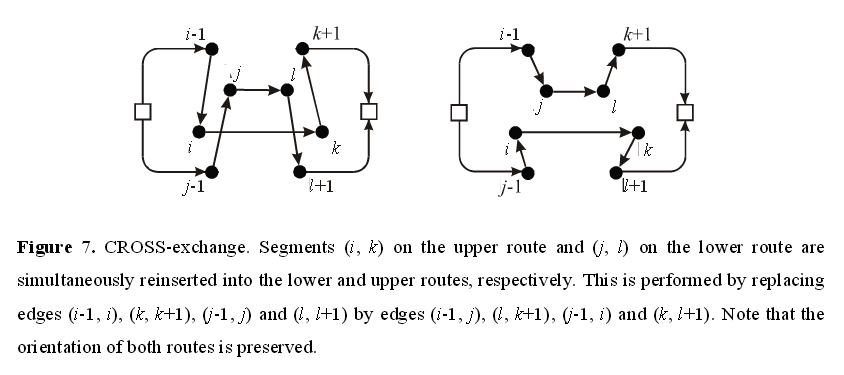 i-1 k+1 i-1 k+1
j l
j l
i k i k
j-1 l+1 j-1 l+1
Figure 7. CROSS-exchange. Segments (i, k) on the upper route and (j, l) on the lower route are
simultaneously reinserted into the lower and upper routes, respectively. This is performed by replacing
edges (i-1, i), (k, k+1), (j-1, j) and (l, l+1) by edges (i-1, j), (l, k+1), (j-1, i) and (k, l+1). Note that the
orientation of both routes is preserved.